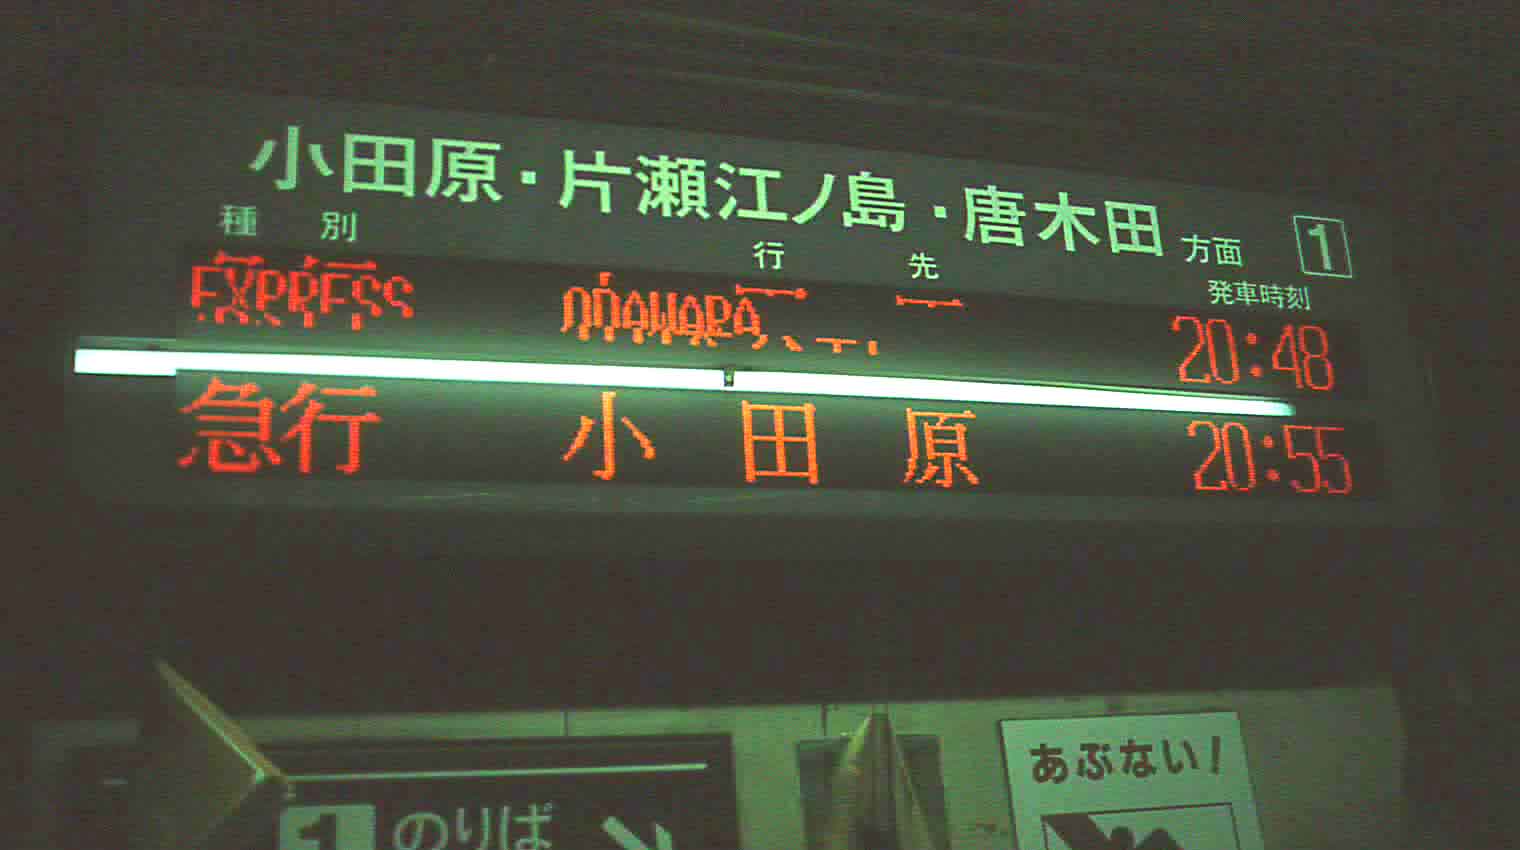 小田原・片瀬江ノ島・唐木田 方面 1
種別 行先 発車時刻
EXPRESS ODAWARA 20:48
急行 小田原 20:55
1 のりば
あぶない!